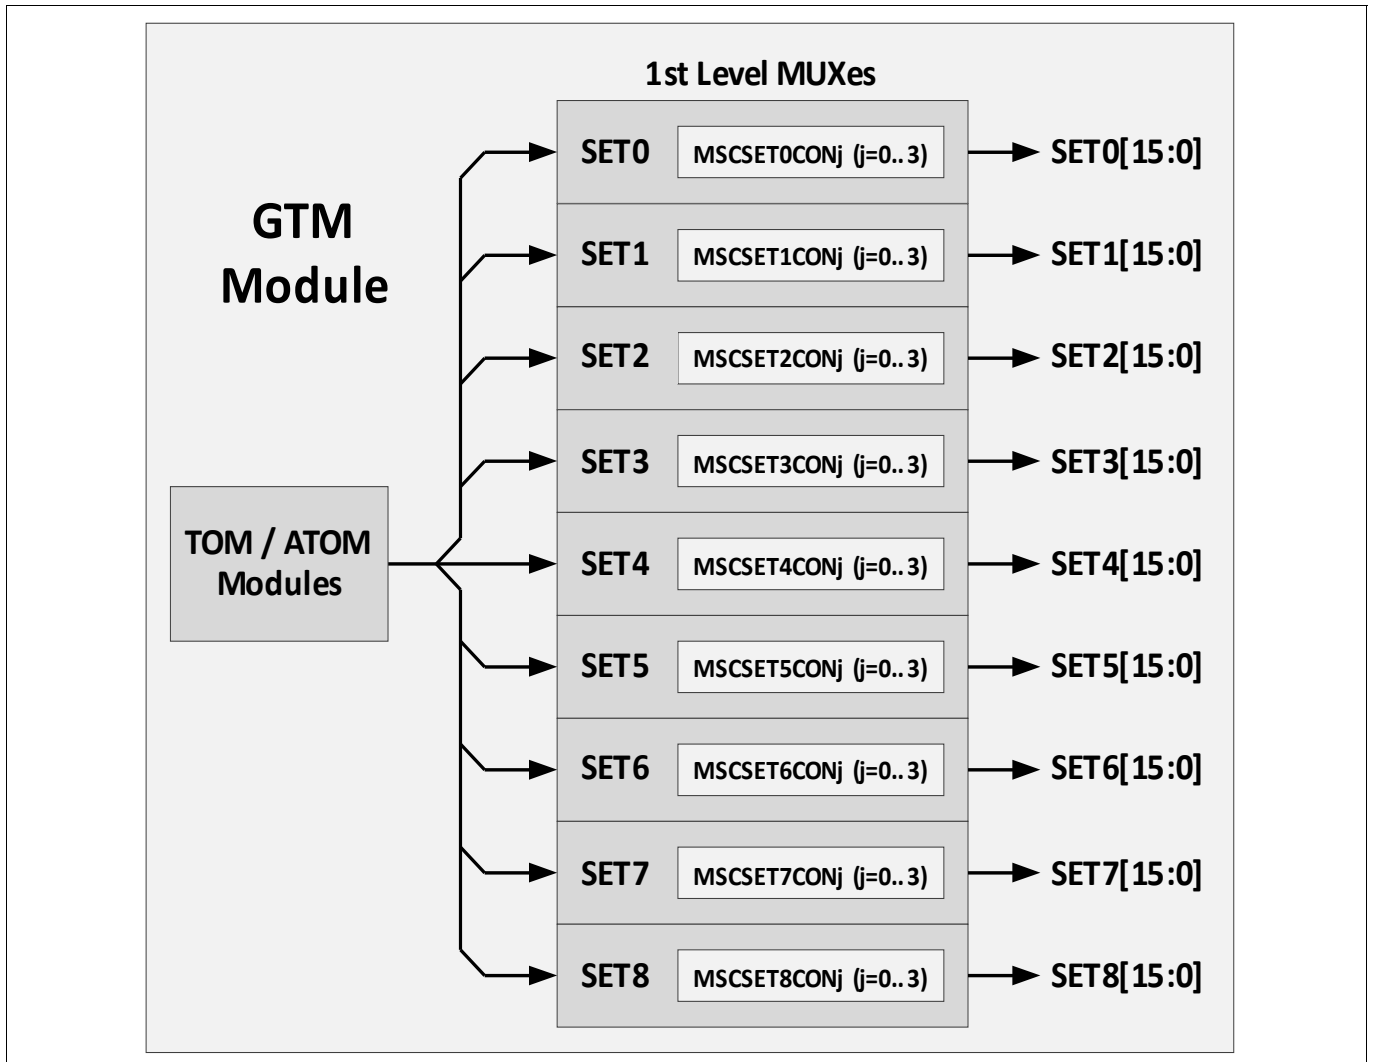 1st Level MUXes
GTM
Module
TOM / ATOM
Modules
SET0 MSCSET0CONj (j=0..3) SET0[15:0]
SET1 MSCSET1CONj (j=0..3) SET1[15:0]
SET2 MSCSET2CONj (j=0..3) SET2[15:0]
SET3 MSCSET3CONj (j=0..3) SET3[15:0]
SET4 MSCSET4CONj (j=0..3) SET4[15:0]
SET5 MSCSET5CONj (j=0..3) SET5[15:0]
SET6 MSCSET6CONj (j=0..3) SET6[15:0]
SET7 MSCSET7CONj (j=0..3) SET7[15:0]
SET8 MSCSET8CONj (j=0..3) SET8[15:0]